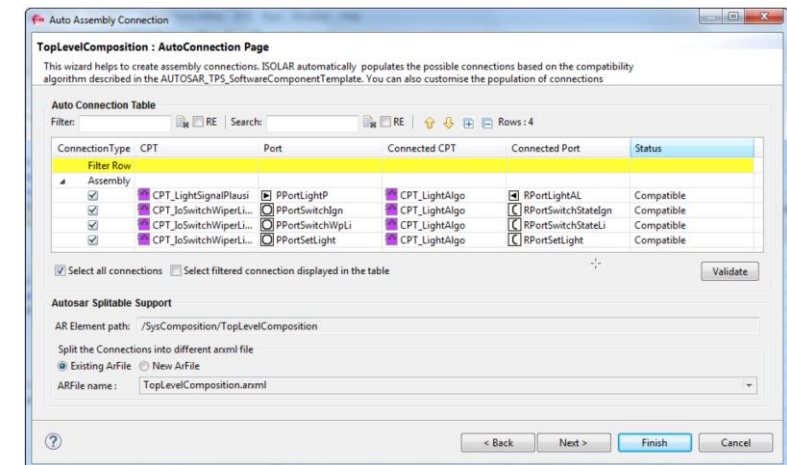 Auto Assembly Connection
TopLevelComposition : AutoConnection Page
This wizard helps to create assembly connections. ISOLAR automatically populates the possible connections based on the compatibility
algorithm described in the AUTOSAR_TPS_SoftwareComponentTemplate. You can also customise the population of connections
Auto Connection Table
Filter: RE Search: RE Rows : 4
ConnectionType CPT Port Connected CPT Connected Port Status
Filter Row
Assembly
CPT_LightSignalPlausi PPortLightP CPT_LightAlgo RPortLightAL Compatible
CPT_IoSwitchWiperLi... PPortSwitchIgn CPT_LightAlgo RPortSwitchStateIgn Compatible
CPT_IoSwitchWiperLi... PPortSwitchWpLi CPT_LightAlgo RPortSwitchStateLi Compatible
CPT_IoSwitchWiperLi... PPortSetLight CPT_LightAlgo RPortSetLight Compatible
Select all connections Select filtered connection displayed in the table Validate
Autosar Splitable Support
AR Element path: /SysComposition/TopLevelComposition
Split the Connections into different arxml file
Existing ArFile New ArFile
ARFile name : TopLevelComposition.arxml
? < Back Next > Finish Cancel